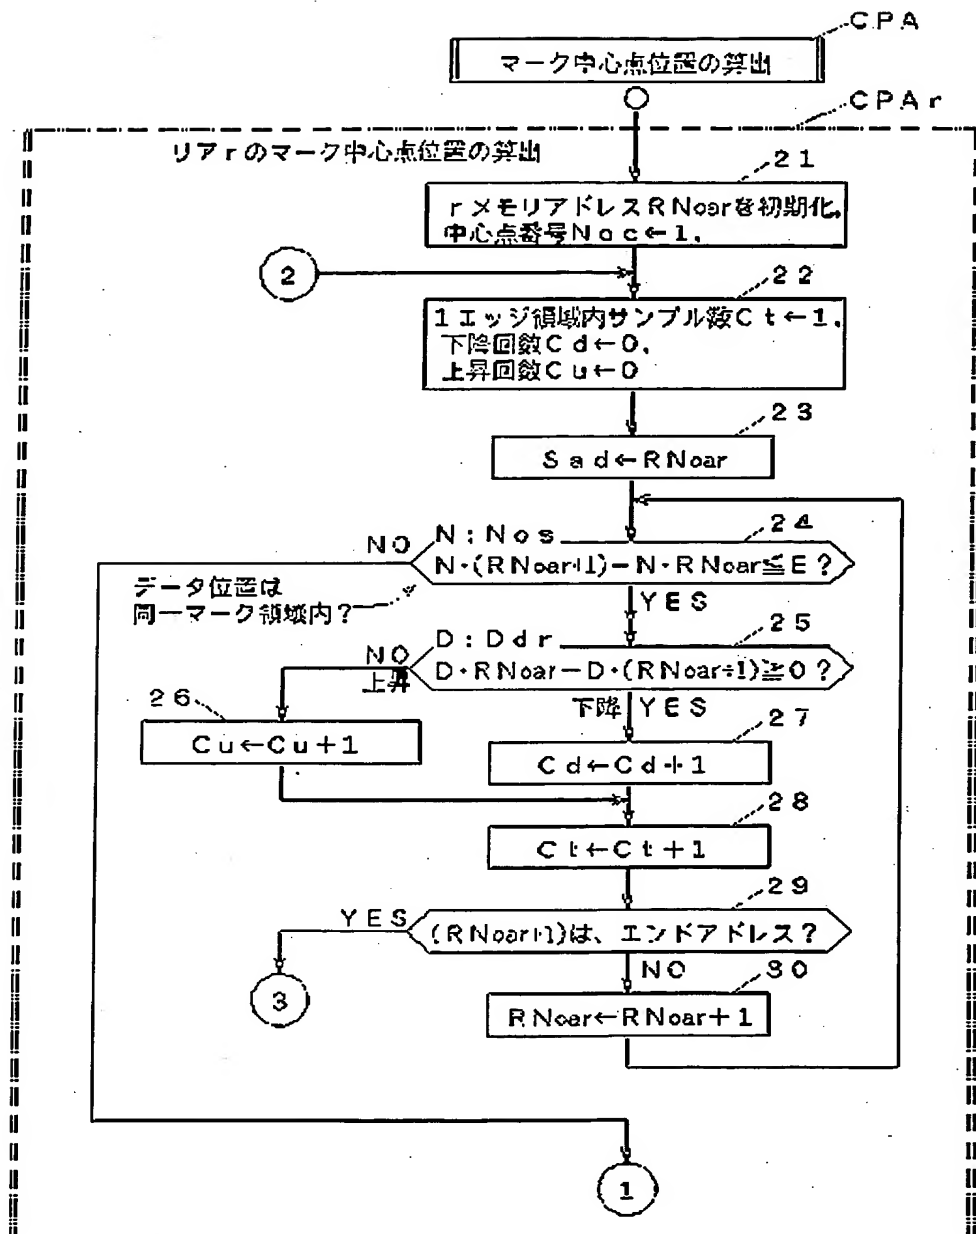 CPA
マーク中心点位置の算出
CPAr
リアrのマーク中心点位置の算出
21
rメモリアドレスRNoarを初期化,
中心点番号Noc←1,
2
22
1エッジ領域内サンプル数Ct←1,
下降回数Cd←0,
上昇回数Cu←0
23
Sad←RNoar
24
NO
N:Nos
N・(RNoar+1)-N・RNoar≦E?
データ位置は
同一マーク領域内?
YES
25
D:Ddr
NO
上昇
D・RNoar-D・(RNoar+1)≧0?
26
下降 YES
27
Cu←Cu+1
Cd←Cd+1
28
Ct←Ct+1
29
YES
(RNoar+1)は、エンドアドレス?
3
NO
30
RNoar←RNoar+1
1